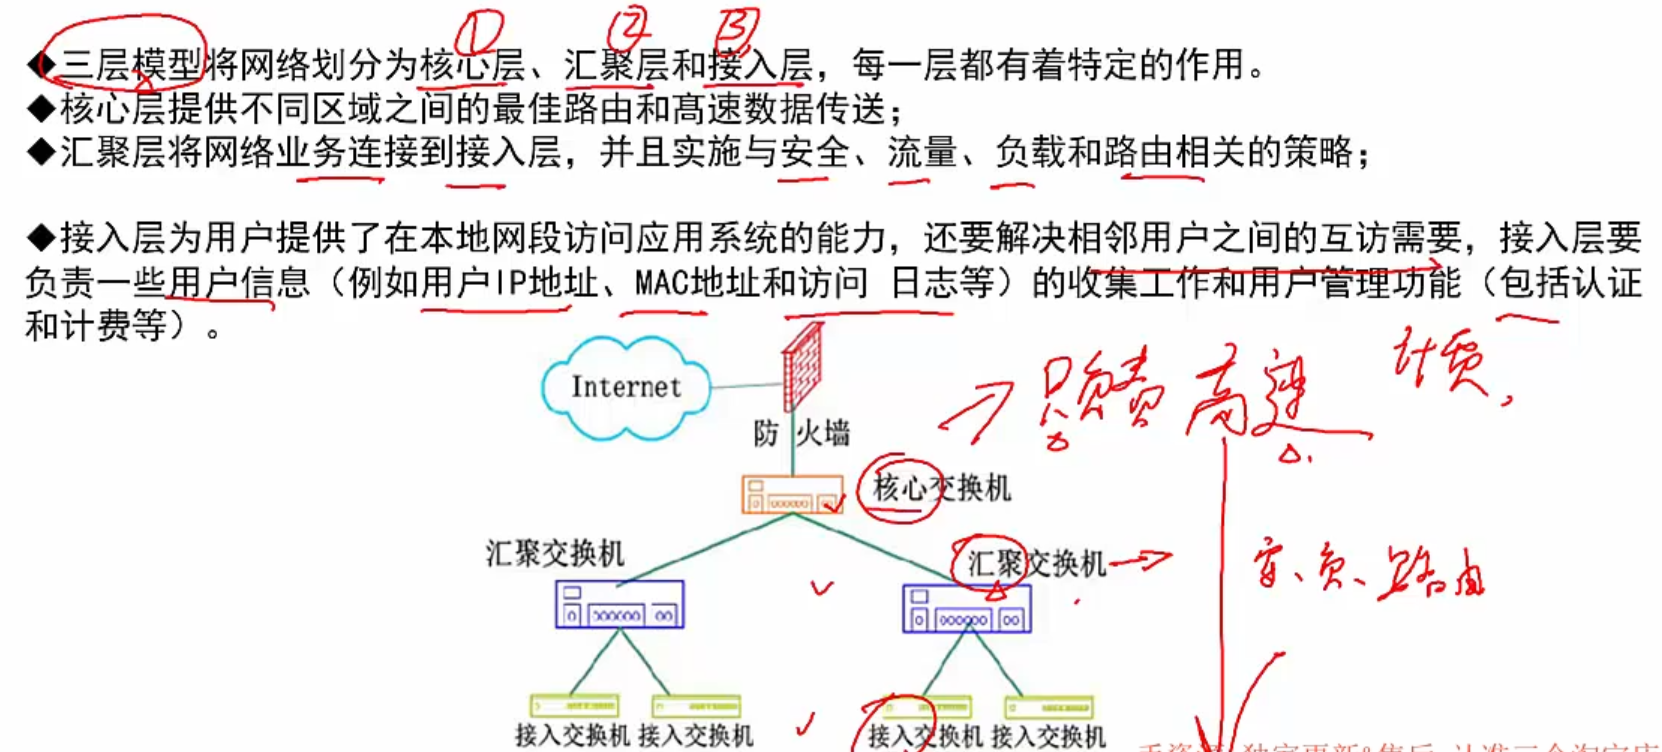 ① ② ③
◆三层模型将网络划分为核心层、汇聚层和接入层，每一层都有着特定的作用。
◆核心层提供不同区域之间的最佳路由和高速数据传送；
◆汇聚层将网络业务连接到接入层，并且实施与安全、流量、负载和路由相关的策略；
◆接入层为用户提供了在本地网段访问应用系统的能力，还要解决相邻用户之间的互访需要，接入层要
负责一些用户信息（例如用户IP地址、MAC地址和访问 日志等）的收集工作和用户管理功能（包括认证
和计费等）。
计费，
Internet
只负责 高速
防 火墙
核心交换机
汇聚交换机
汇聚交换机
安、负、路由
接入交换机 接入交换机
接入交换机 接入交换机